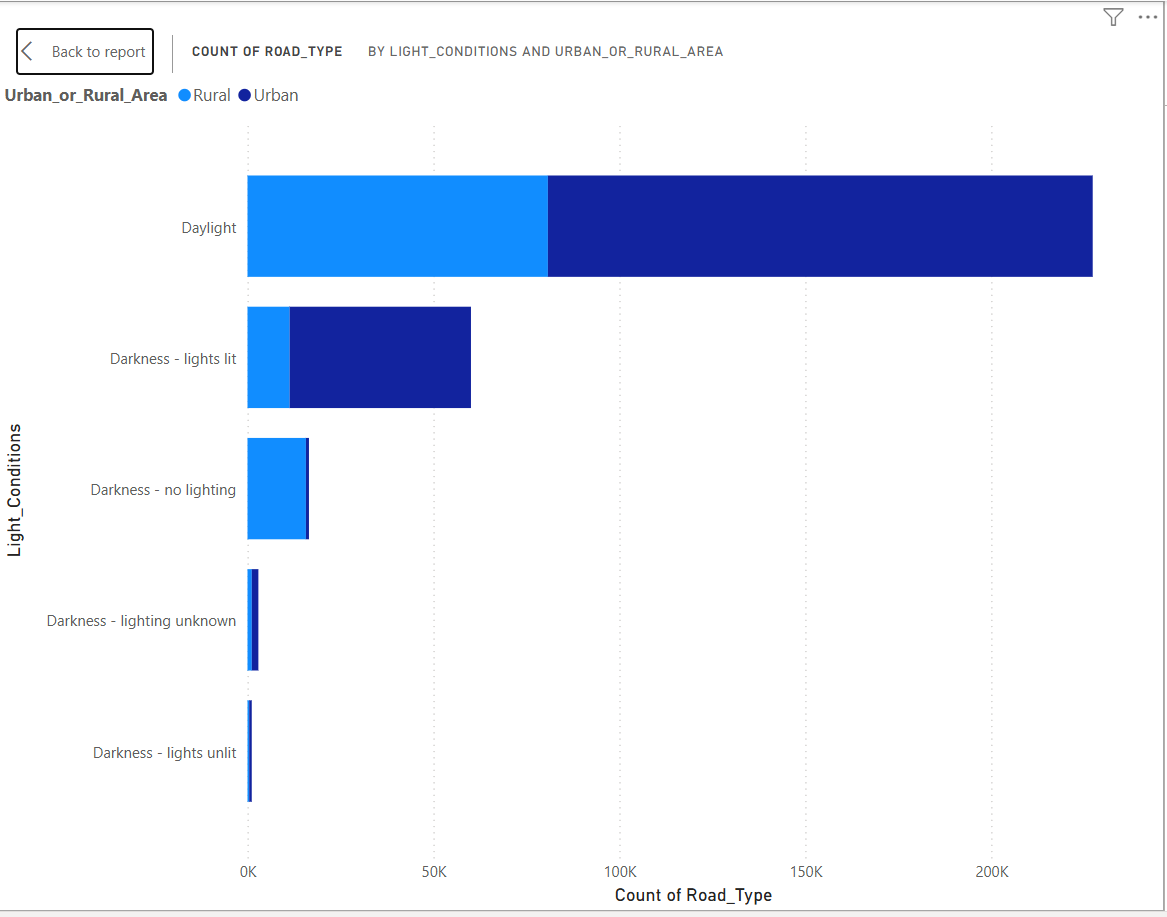 Back to report
COUNT OF ROAD_TYPE BY LIGHT_CONDITIONS AND URBAN_OR_RURAL_AREA
Urban_or_Rural_Area Rural Urban
Light_Conditions
Daylight
Darkness - lights lit
Darkness - no lighting
Darkness - lighting unknown
Darkness - lights unlit
0K 50K 100K 150K 200K
Count of Road_Type